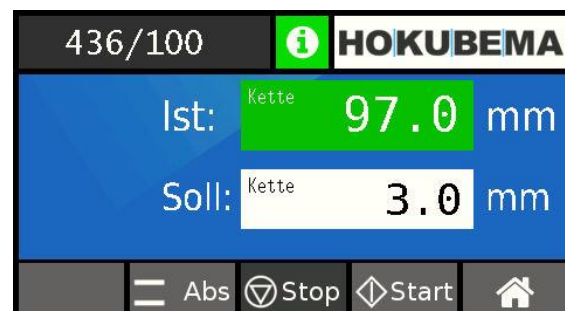 436/100 i HOKUBEMA
Ist: Kette 97.0 mm
Soll: Kette 3.0 mm
Abs Stop Start